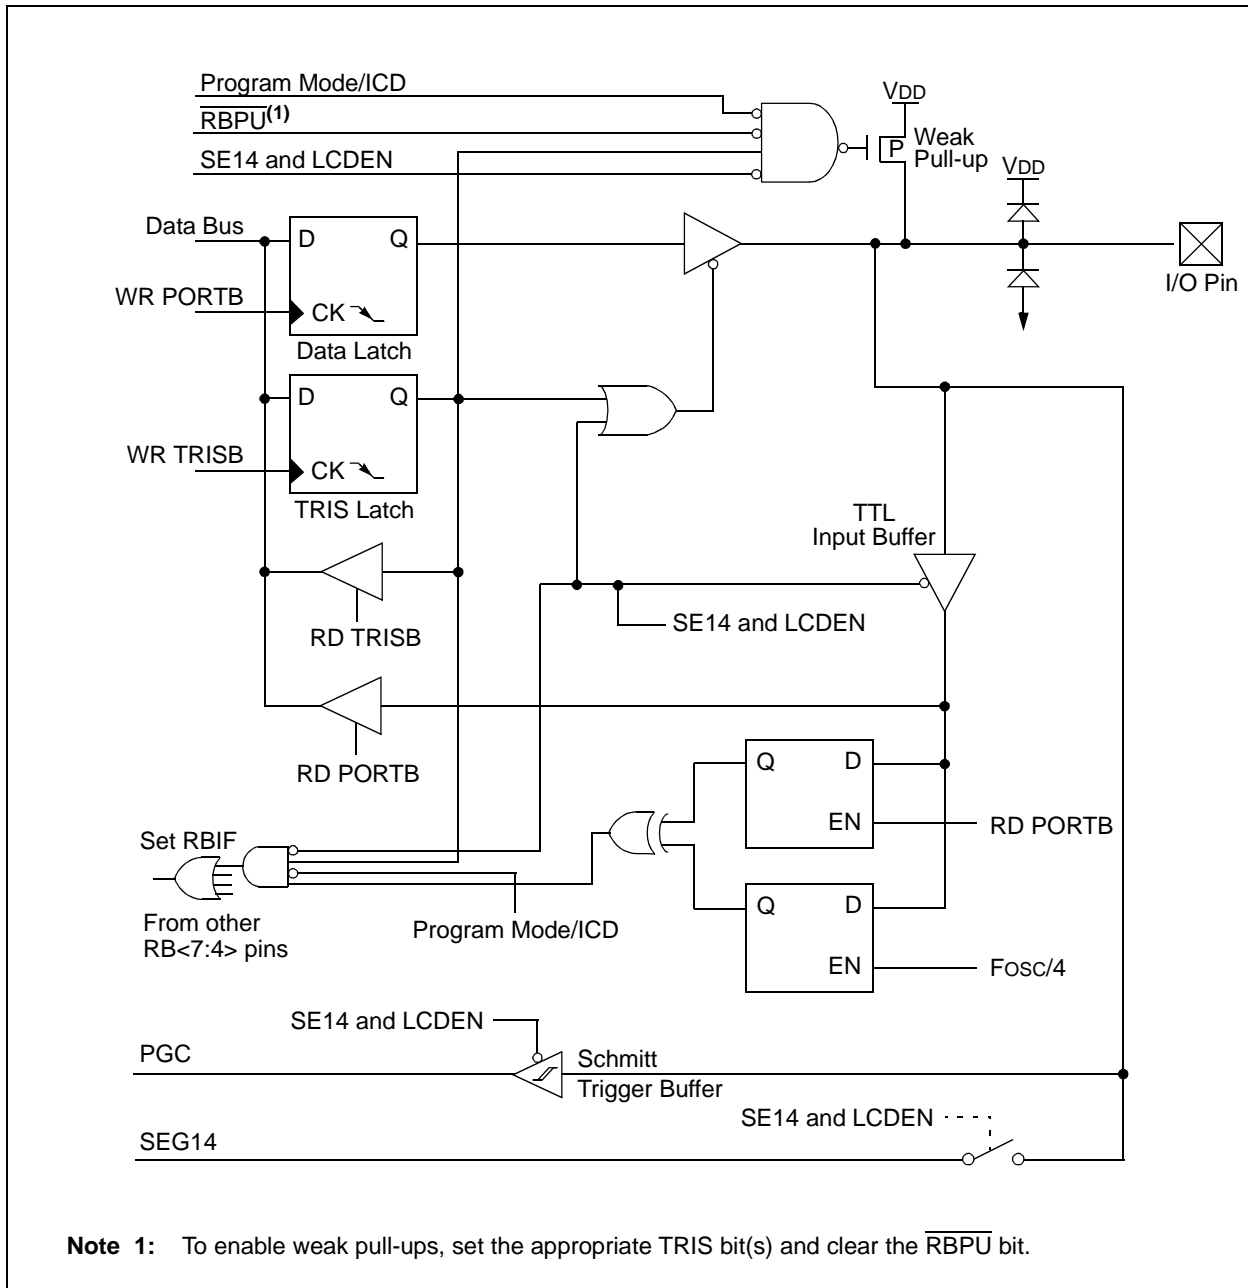 Program Mode/ICD
VDD
RBPU(1)
Weak
Pull-up
P
SE14 and LCDEN
VDD
Data Bus
D Q
I/O Pin
WR PORTB
CK
Data Latch
D Q
WR TRISB
CK
TRIS Latch
TTL
Input Buffer
RD TRISB
SE14 and LCDEN
RD PORTB
Q D
EN
RD PORTB
Set RBIF
From other
RB<7:4> pins
Program Mode/ICD
Q D
EN
FOSC/4
SE14 and LCDEN
PGC
Schmitt
Trigger Buffer
SE14 and LCDEN
SEG14
Note 1: To enable weak pull-ups, set the appropriate TRIS bit(s) and clear the RBPU bit.